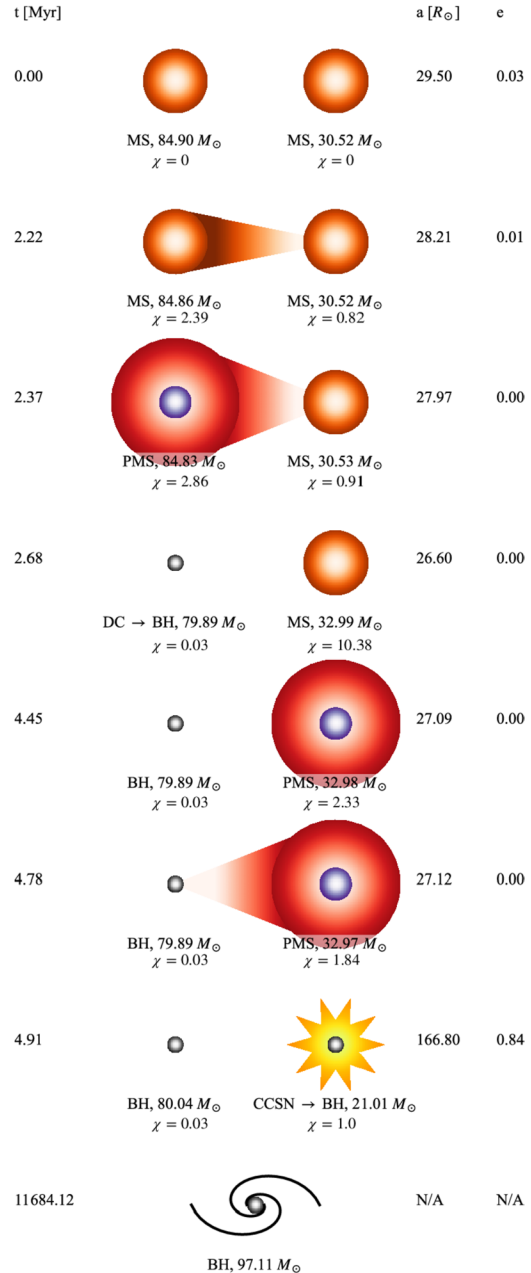 t [Myr] a [R⊙] e
0.00 29.50 0.03
MS, 84.90 M⊙ MS, 30.52 M⊙
χ = 0 χ = 0
2.22 28.21 0.01
MS, 84.86 M⊙ MS, 30.52 M⊙
χ = 2.39 χ = 0.82
2.37 27.97 0.00
PMS, 84.83 M⊙ MS, 30.53 M⊙
χ = 2.86 χ = 0.91
2.68 26.60 0.00
DC → BH, 79.89 M⊙ MS, 32.99 M⊙
χ = 0.03 χ = 10.38
4.45 27.09 0.00
BH, 79.89 M⊙ PMS, 32.98 M⊙
χ = 0.03 χ = 2.33
4.78 27.12 0.00
BH, 79.89 M⊙ PMS, 32.97 M⊙
χ = 0.03 χ = 1.84
4.91 166.80 0.84
BH, 80.04 M⊙ CCSN → BH, 21.01 M⊙
χ = 0.03 χ = 1.0
11684.12 N/A N/A
BH, 97.11 M⊙